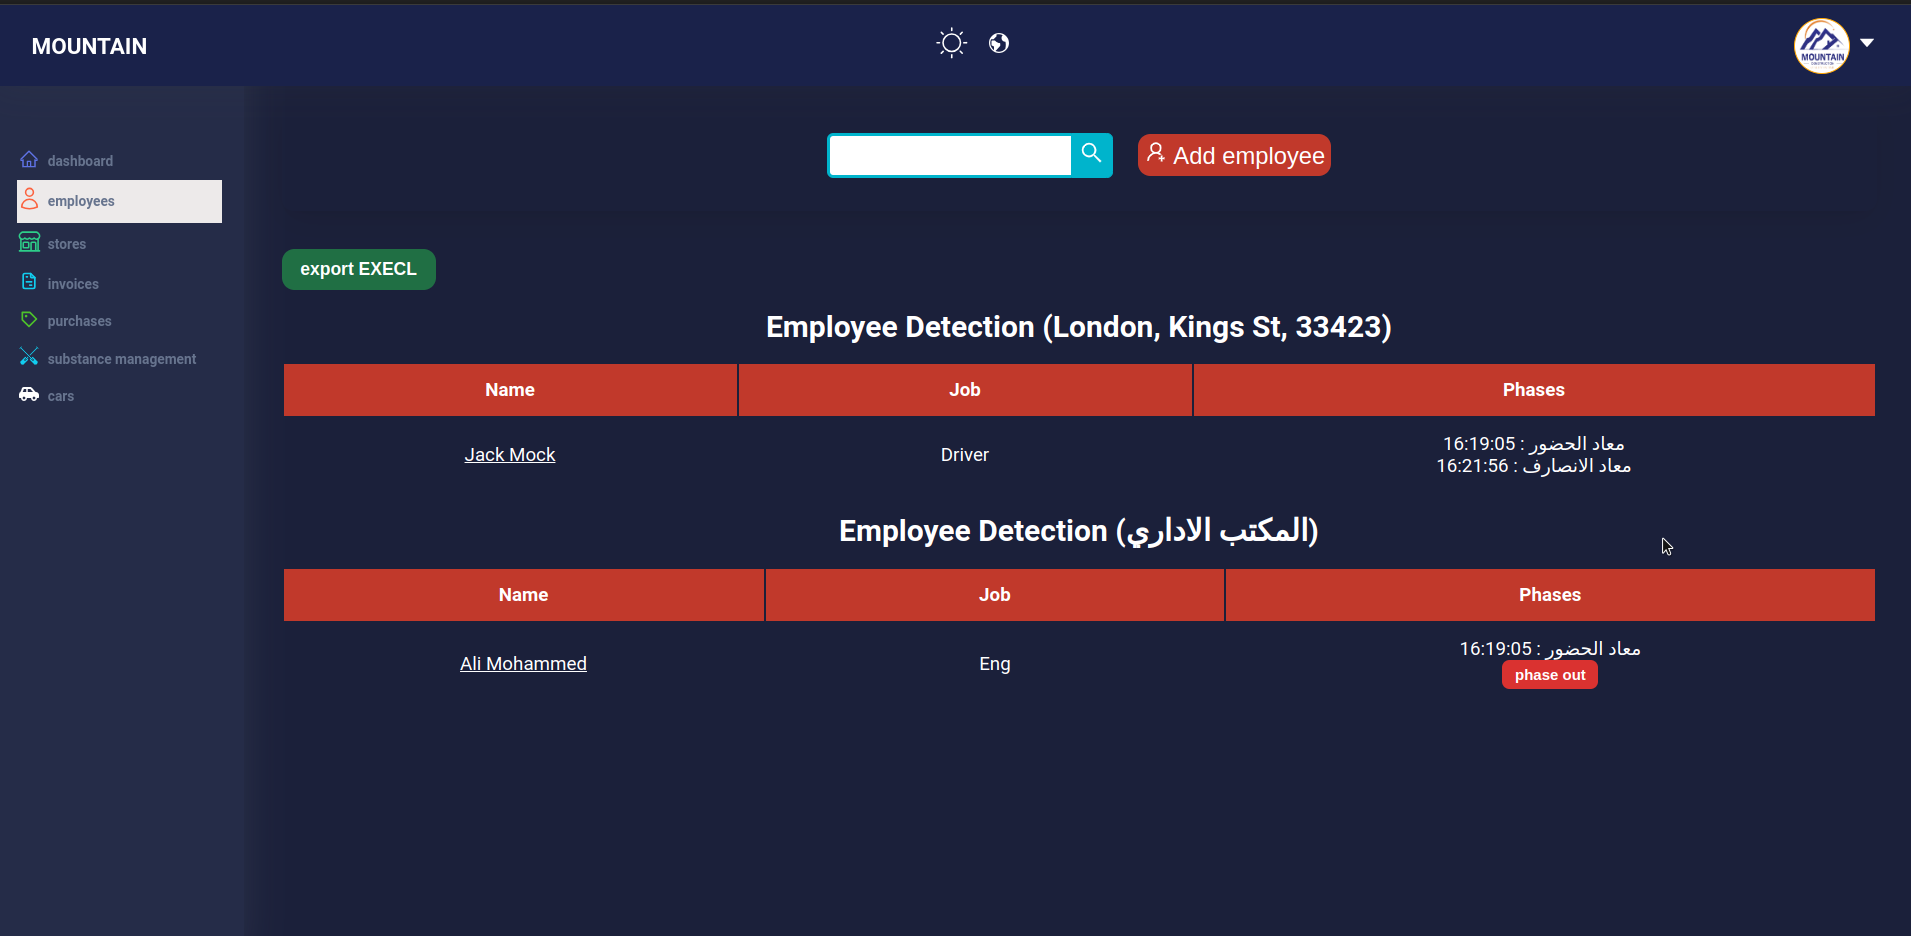 MOUNTAIN
MOUNTAIN
dashboard
employees
stores
invoices
purchases
substance management
cars
Add employee
export EXECL
Employee Detection (London, Kings St, 33423)
Name Job Phases
Jack Mock Driver معاد الحضور : 16:19:05
معاد الانصارف : 16:21:56
Employee Detection (المكتب الاداري)
Name Job Phases
Ali Mohammed Eng معاد الحضور : 16:19:05
phase out